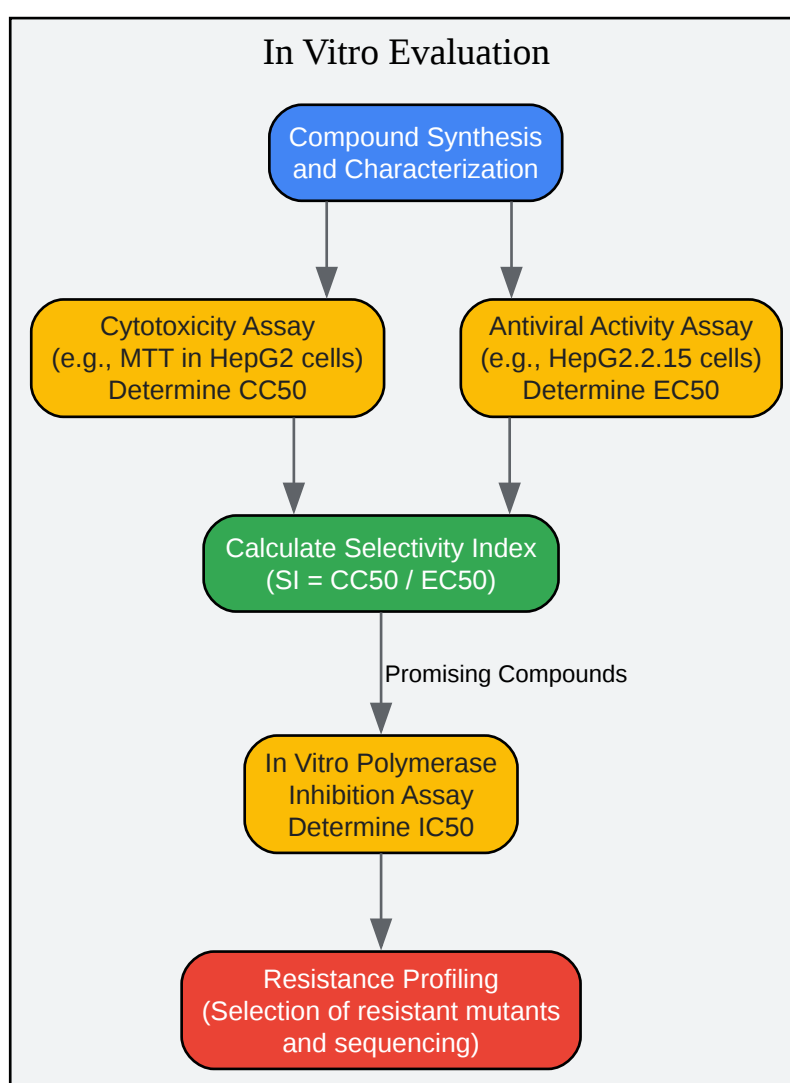 In Vitro Evaluation
Compound Synthesis
and Characterization
Cytotoxicity Assay
(e.g., MTT in HepG2 cells)
Determine CC50
Antiviral Activity Assay
(e.g., HepG2.2.15 cells)
Determine EC50
Calculate Selectivity Index
(SI = CC50 / EC50)
Promising Compounds
In Vitro Polymerase
Inhibition Assay
Determine IC50
Resistance Profiling
(Selection of resistant mutants
and sequencing)